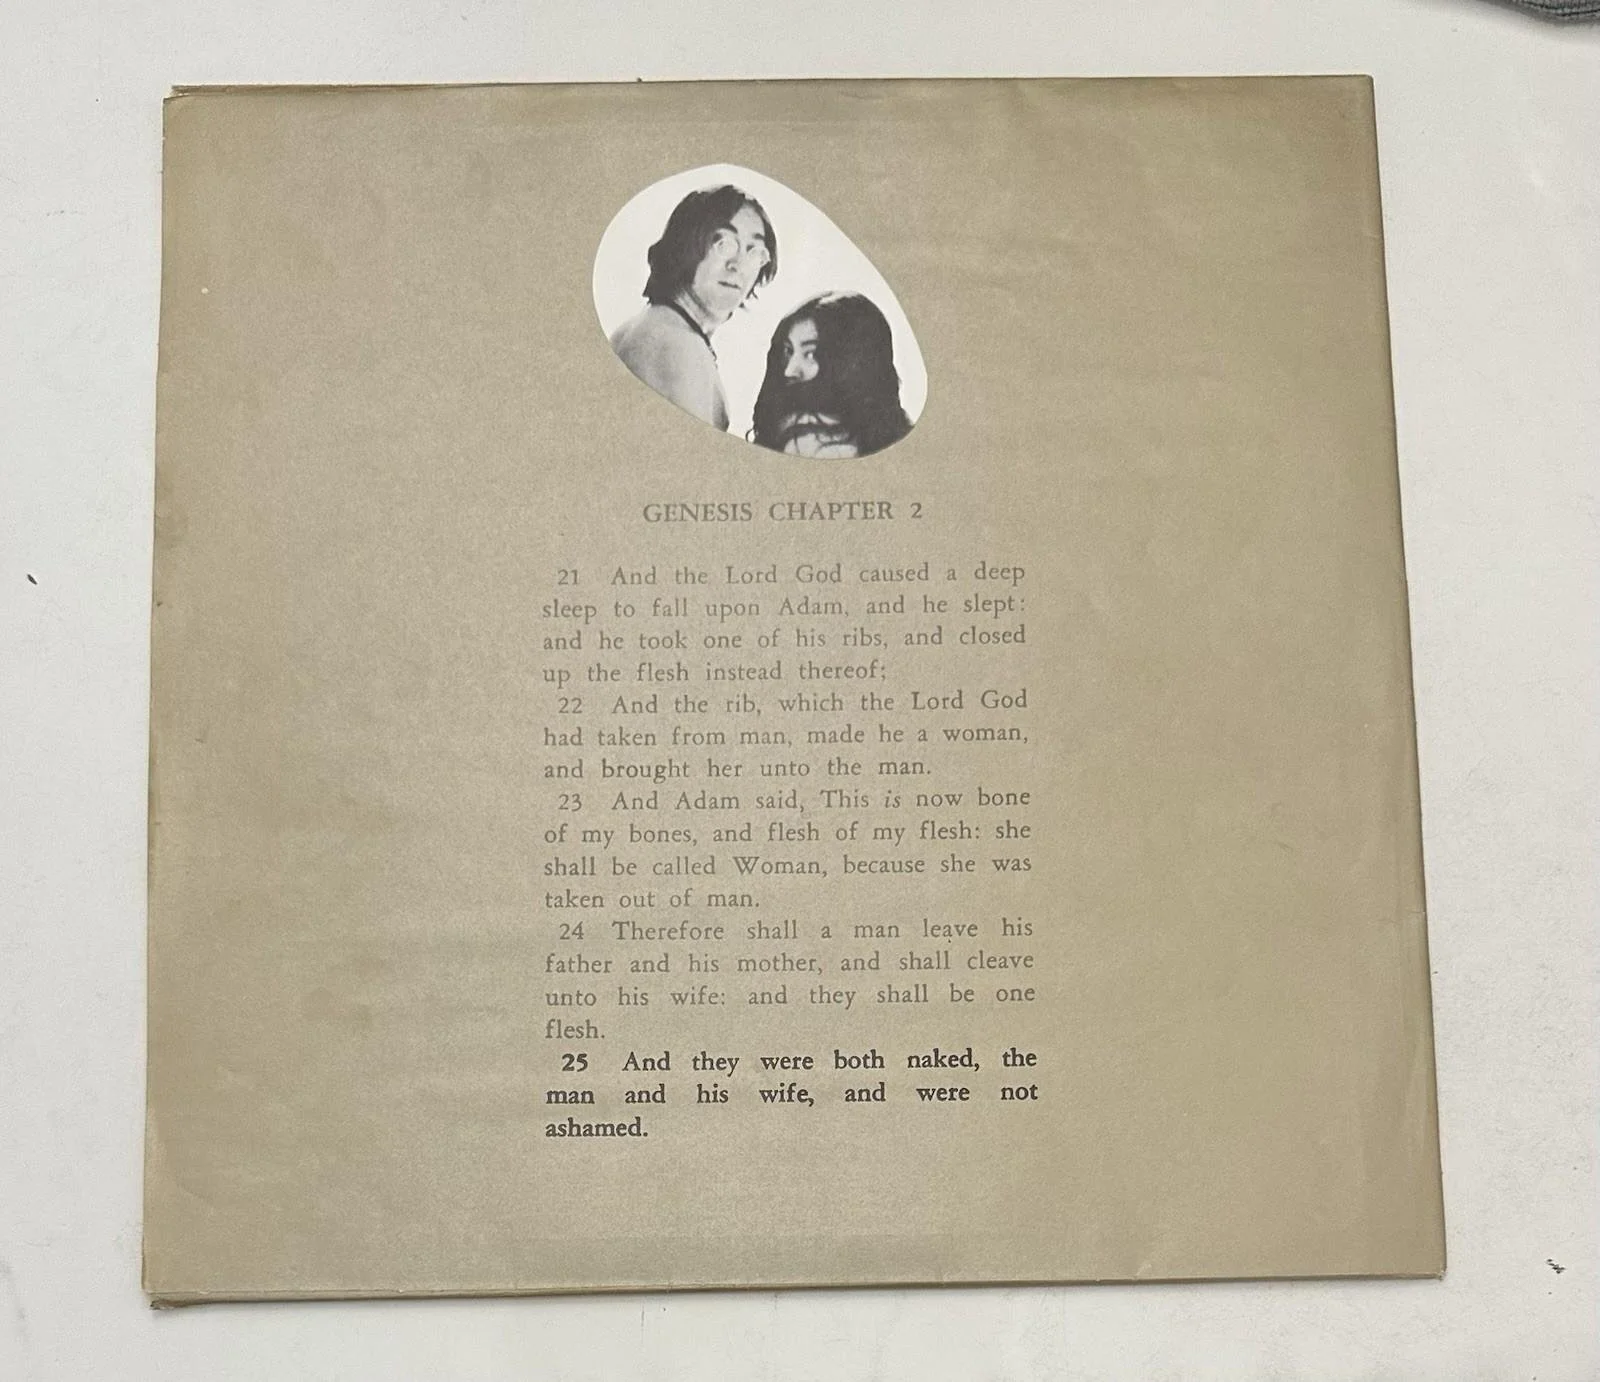 GENESIS CHAPTER 2
21 And the Lord God caused a deep
sleep to fall upon Adam, and he slept:
and he took one of his ribs, and closed
up the flesh instead thereof;
22 And the rib, which the Lord God
had taken from man, made he a woman,
and brought her unto the man.
23 And Adam said, This is now bone
of my bones, and flesh of my flesh: she
shall be called Woman, because she was
taken out of man.
24 Therefore shall a man leave his
father and his mother, and shall cleave
unto his wife: and they shall be one
flesh.
25 And they were both naked, the
man and his wife, and were not
ashamed.